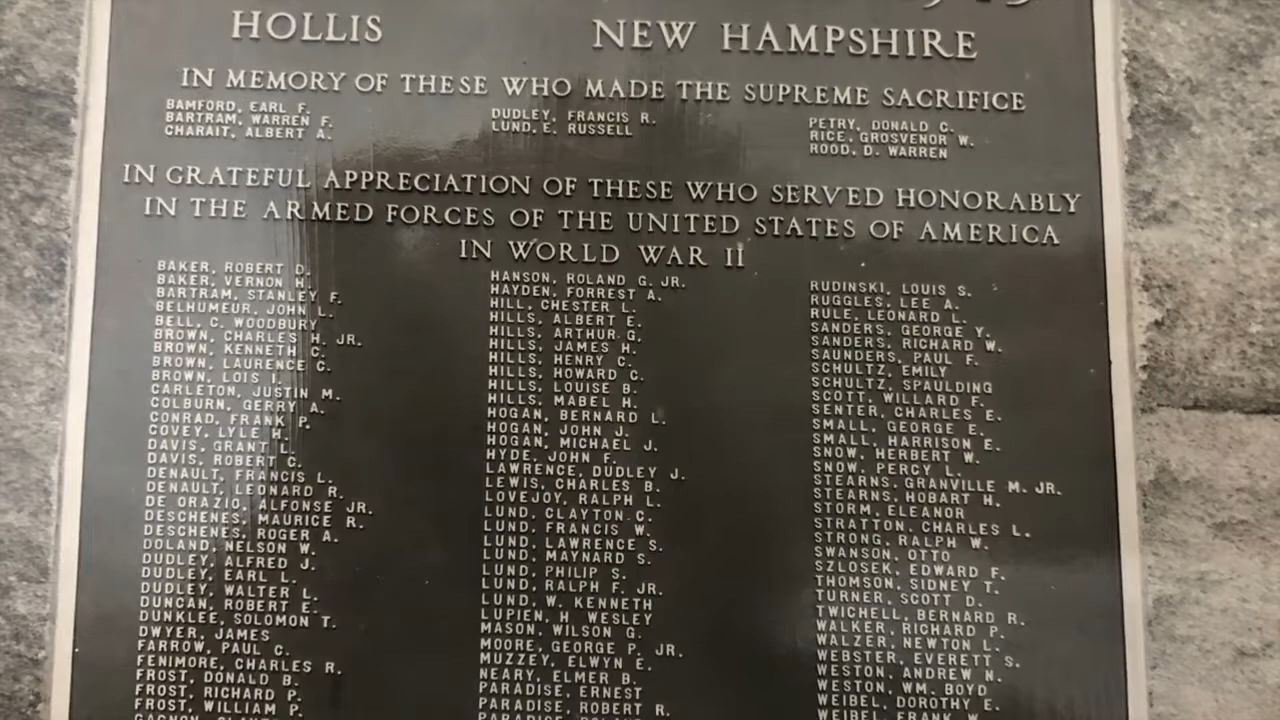 HOLLIS NEW HAMPSHIRE
IN MEMORY OF THESE WHO MADE THE SUPREME SACRIFICE
BAMFORD, EARL F.
BARTRAM, WARREN F.
CHARAIT, ALBERT A.
DUDLEY, FRANCIS R.
LUND, E. RUSSELL
PETRY, DONALD C.
RICE, GROSVENOR W.
ROOD, D. WARREN
IN GRATEFUL APPRECIATION OF THESE WHO SERVED HONORABLY
IN THE ARMED FORCES OF THE UNITED STATES OF AMERICA
IN WORLD WAR II
BAKER, ROBERT D.
BAKER, VERNON H.
BARTRAM, STANLEY F.
BELHUMEUR, JOHN L.
BELL, C. WOODBURY
BROWN, CHARLES H. JR.
BROWN, KENNETH C.
BROWN, LAURENCE C.
BROWN, LOIS I.
CARLETON, JUSTIN M.
COLBURN, GERRY A.
CONRAD, FRANK P.
COVEY, LYLE H.
DAVIS, GRANT L.
DAVIS, ROBERT C.
DENAULT, FRANCIS L.
DENAULT, LEONARD R.
DE ORAZIO, ALFONSE JR.
DESCHENES, MAURICE R.
DESCHENES, ROGER A.
DOLAND, NELSON W.
DUDLEY, ALFRED J.
DUDLEY, EARL L.
DUDLEY, WALTER L.
DUNCAN, ROBERT E.
DUNKLEE, SOLOMON T.
DWYER, JAMES
FARROW, PAUL C.
FENIMORE, CHARLES R.
FROST, DONALD B.
FROST, RICHARD P.
FROST, WILLIAM P.
HANSON, ROLAND G. JR.
HAYDEN, FORREST A.
HILL, CHESTER L.
HILLS, ALBERT E.
HILLS, ARTHUR G.
HILLS, JAMES H.
HILLS, HENRY C.
HILLS, HOWARD C.
HILLS, LOUISE B.
HILLS, MABEL H.
HOGAN, BERNARD L.
HOGAN, JOHN J.
HOGAN, MICHAEL J.
HYDE, JOHN F.
LAWRENCE, DUDLEY J.
LEWIS, CHARLES B.
LOVEJOY, RALPH L.
LUND, CLAYTON C.
LUND, FRANCIS W.
LUND, LAWRENCE S.
LUND, MAYNARD S.
LUND, PHILIP S.
LUND, RALPH F. JR.
LUND, W. KENNETH
LUPIEN, H WESLEY
MASON, WILSON G.
MOORE, GEORGE P. JR.
MUZZEY, ELWYN E.
NEARY, ELMER B.
PARADISE, ERNEST
PARADISE, ROBERT R.
PARADISE,
RUDINSKI, LOUIS S.
RUGGLES, LEE A.
RULE, LEONARD L.
SANDERS, GEORGE Y.
SANDERS, RICHARD W.
SAUNDERS, PAUL F.
SCHULTZ, EMILY
SCHULTZ, SPAULDING
SCOTT, WILLARD F.
SENTER, CHARLES E.
SMALL, GEORGE E.
SMALL, HARRISON E.
SNOW, HERBERT W.
SNOW, PERCY L.
STEARNS, GRANVILLE M. JR.
STEARNS, HOBART H.
STORM, ELEANOR
STRATTON, CHARLES L.
STRONG, RALPH W.
SWANSON, OTTO
SZLOSEK, EDWARD F.
THOMSON, SIDNEY T.
TURNER, SCOTT D.
TWICHELL, BERNARD R.
WALKER, RICHARD P.
WALZER, NEWTON L.
WEBSTER, EVERETT S.
WESTON, ANDREW N.
WESTON, WM. BOYD
WEIBEL, DOROTHY E.
WEIBEL, FRANK W.